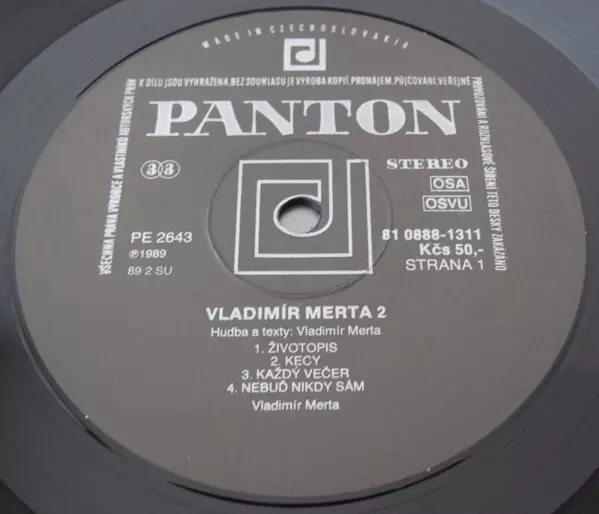 MADE IN CZECHOSLOVAKIA
VŠECHNA PRÁVA VÝROBCE A VLASTNÍKŮ AUTORSKÝCH PRÁV
K DÍLU JSOU VYHRAŽENA, BEZ SOUHLASU JE VÝROBA KOPIÍ, PRONÁJEM, PŮJČOVÁNÍ, VEŘEJNÉ
PROVOZOVÁNÍ A ROZHLASOVÉ ŠÍŘENÍ TÉTO DESKY ZAKÁZÁNO
PANTON
33
STEREO
OSA
OSVU
PE 2643
℗1989
89 2 SU
81 0888-1311
Kčs 50,-
STRANA 1
VLADIMÍR MERTA 2
Hudba a texty: Vladimír Merta
1. ŽIVOTOPIS
2. KECY
3. KAŽDÝ VEČER
4. NEBUĎ NIKDY SÁM
Vladimír Merta